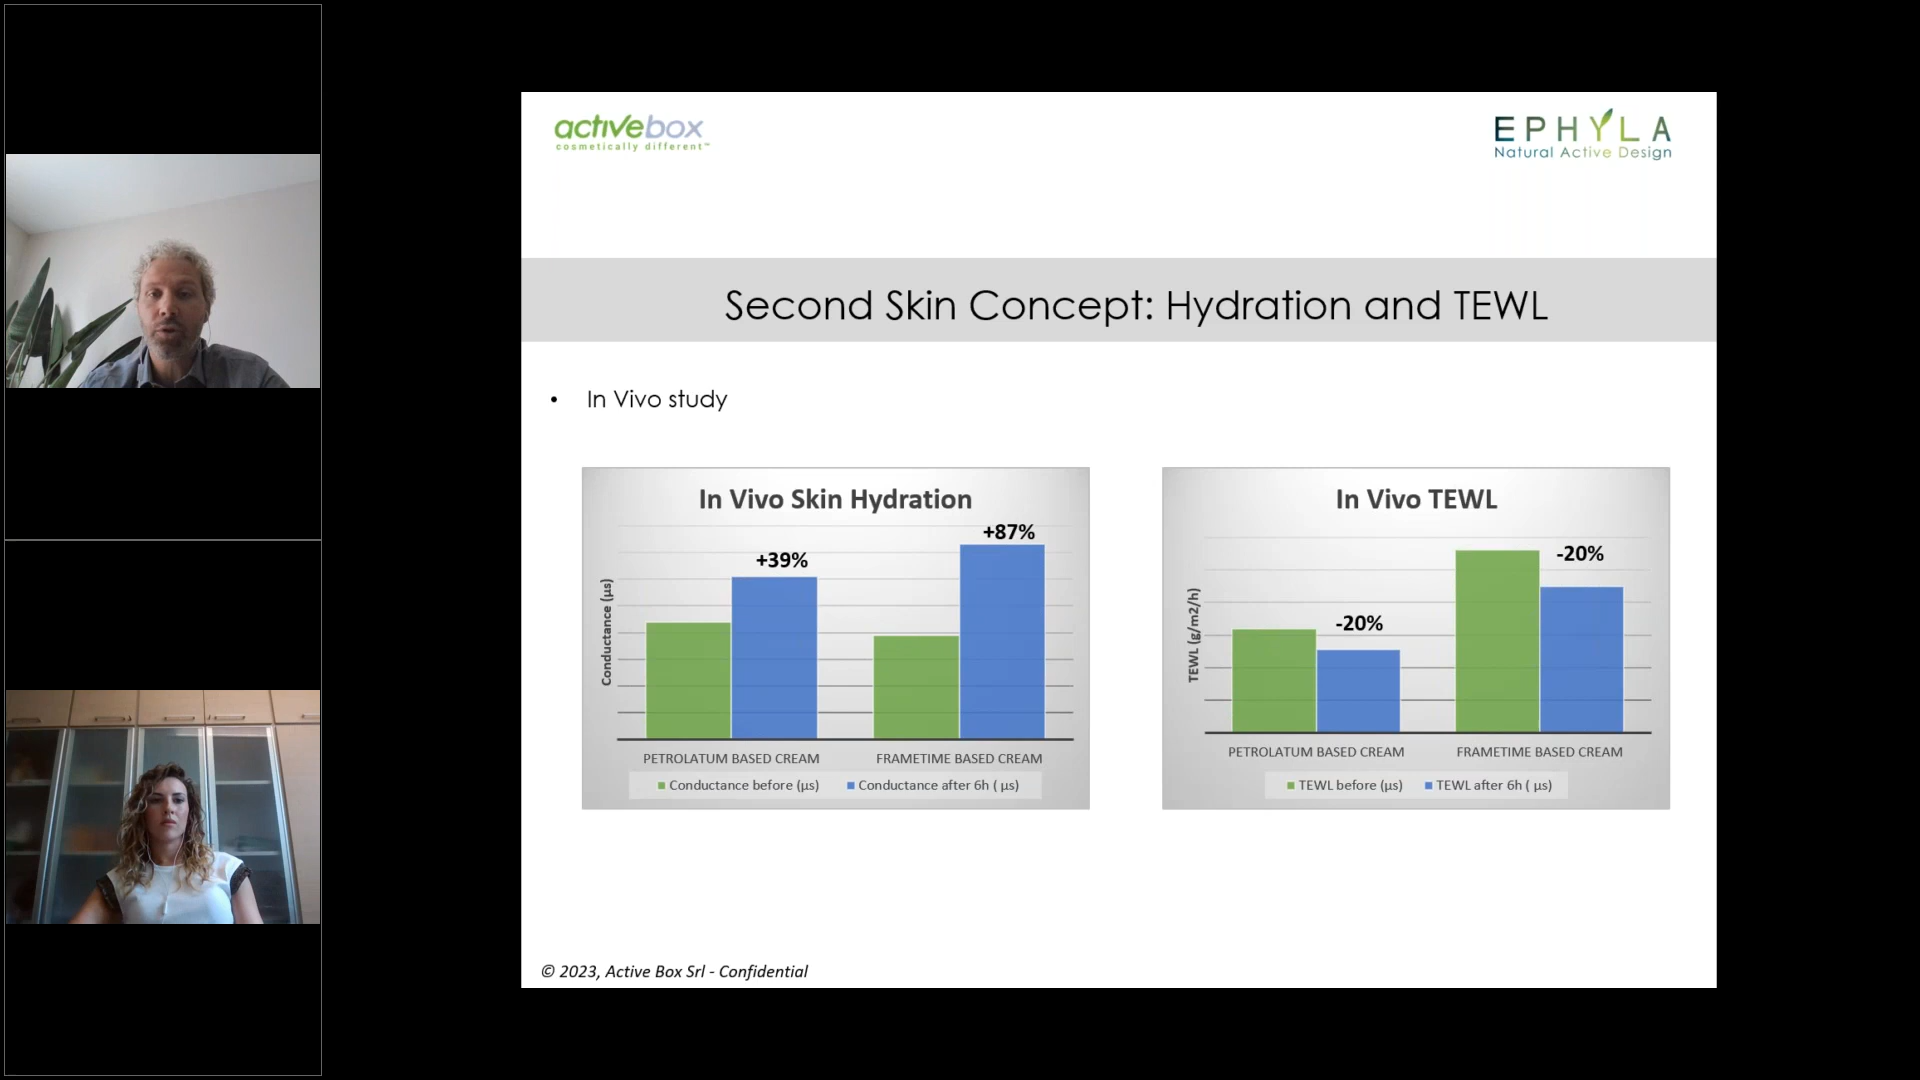 activebox
cosmetically different™
EPHYLA
Natural Active Design
Second Skin Concept: Hydration and TEWL
• In Vivo study
In Vivo Skin Hydration
+39%
+87%
Conductance (µs)
PETROLATUM BASED CREAM
FRAMETIME BASED CREAM
Conductance before (µs)
Conductance after 6h ( µs)
In Vivo TEWL
-20%
-20%
TEWL (g/m2/h)
PETROLATUM BASED CREAM
FRAMETIME BASED CREAM
TEWL before (µs)
TEWL after 6h ( µs)
© 2023, Active Box Srl - Confidential